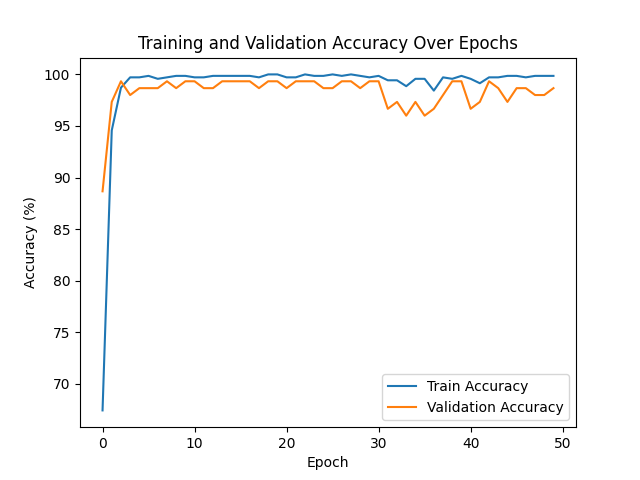 Training and Validation Accuracy Over Epochs
100
95
90
85
80
75
70
Accuracy (%)
Train Accuracy
Validation Accuracy
0 10 20 30 40 50
Epoch